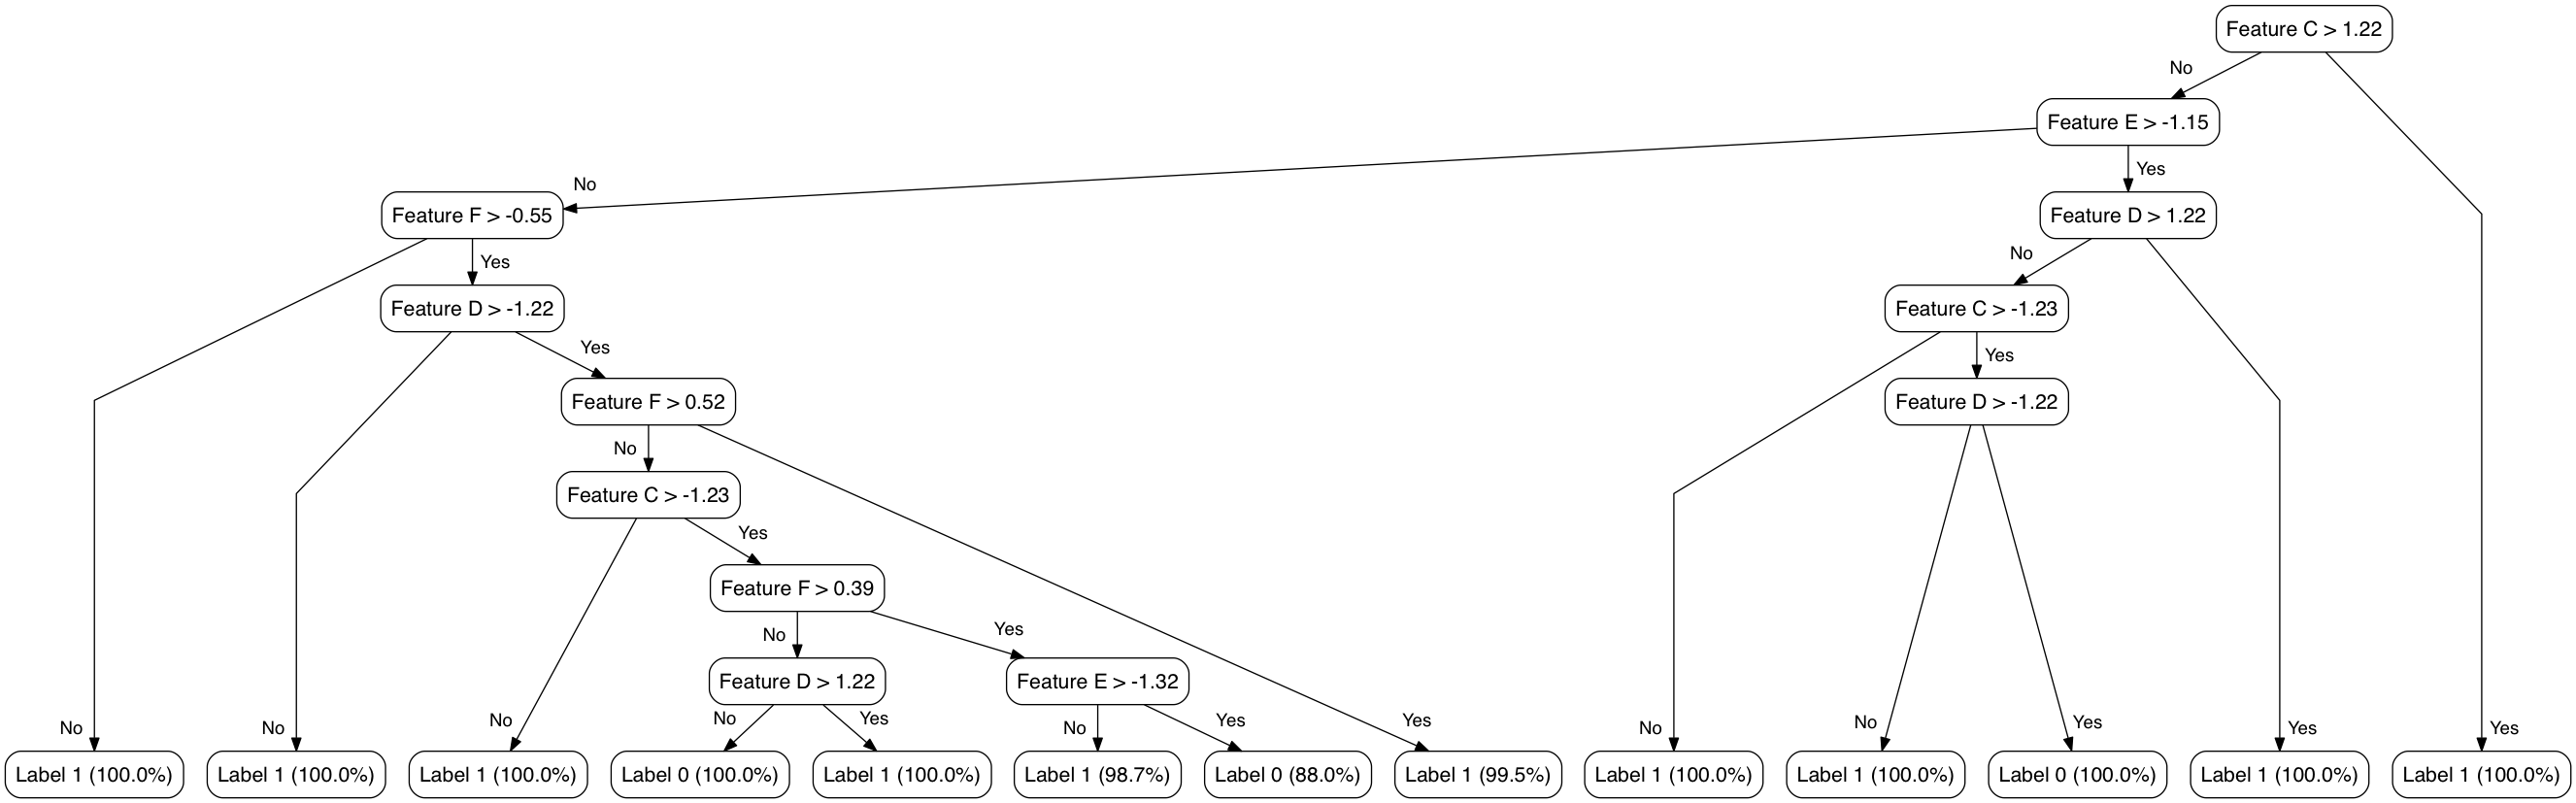 Feature C > 1.22
No
Feature E > -1.15
No
Yes
Feature F > -0.55
Feature D > 1.22
Yes
No
Feature D > -1.22
Feature C > -1.23
Yes
Yes
Feature F > 0.52
Feature D > -1.22
No
Feature C > -1.23
Yes
Feature F > 0.39
No
Yes
Feature D > 1.22
Feature E > -1.32
No
No
No
No
Yes
No
Yes
Yes
No
No
Yes
Yes
Yes
Label 1 (100.0%)
Label 1 (100.0%)
Label 1 (100.0%)
Label 0 (100.0%)
Label 1 (100.0%)
Label 1 (98.7%)
Label 0 (88.0%)
Label 1 (99.5%)
Label 1 (100.0%)
Label 1 (100.0%)
Label 0 (100.0%)
Label 1 (100.0%)
Label 1 (100.0%)